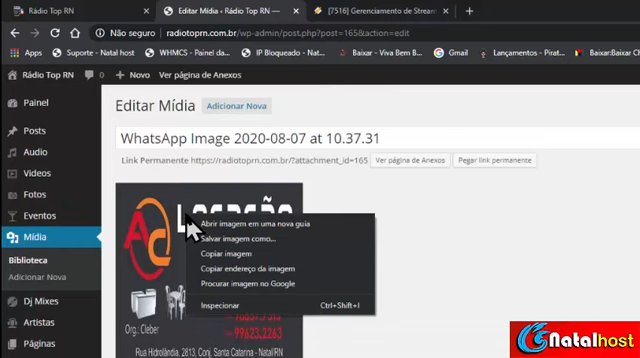 Rádio Top RN
Editar Mídia ‹ Rádio Top RN —
[7516] Gerenciamento de Stream
Não seguro
radiotoprn.com.br/wp-admin/post.php?post=165&action=edit
Apps
Suporte Natal host
WHMCS - Natal host
IP Bloqueado - Nat...
Baixar - Viva Bem B...
Gmail
Lançamentos - Pirat...
Baixar:Baixar Ch
Rádio Top RN
0
Novo
Ver página de Anexos
Painel
Posts
Audio
Videos
Fotos
Eventos
Mídia
Biblioteca
Adicionar Nova
Dj Mixes
Artistas
Páginas
Editar Mídia
Adicionar Nova
WhatsApp Image 2020-08-07 at 10.37.31
Link Permanente https://radiotoprn.com.br/?attachment_id=165
Ver página de Anexos
Pegar link permanente
AC
Org.: Cleber
Abrir imagem em uma nova guia
Salvar imagem como...
Copiar imagem
Copiar endereço da imagem
Procurar imagem no Google
Inspecionar
Ctrl+Shift+I
99623.2263
Rua Hidrolândia, 2813, Conj. Santa Catarina - Natal/RN
Natalhost